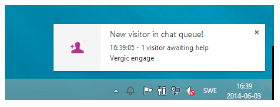 New visitor in chat queue!
16:39:05 - 1 visitor awaiting help
Vergic engage
SWE
16:39
2014-06-03